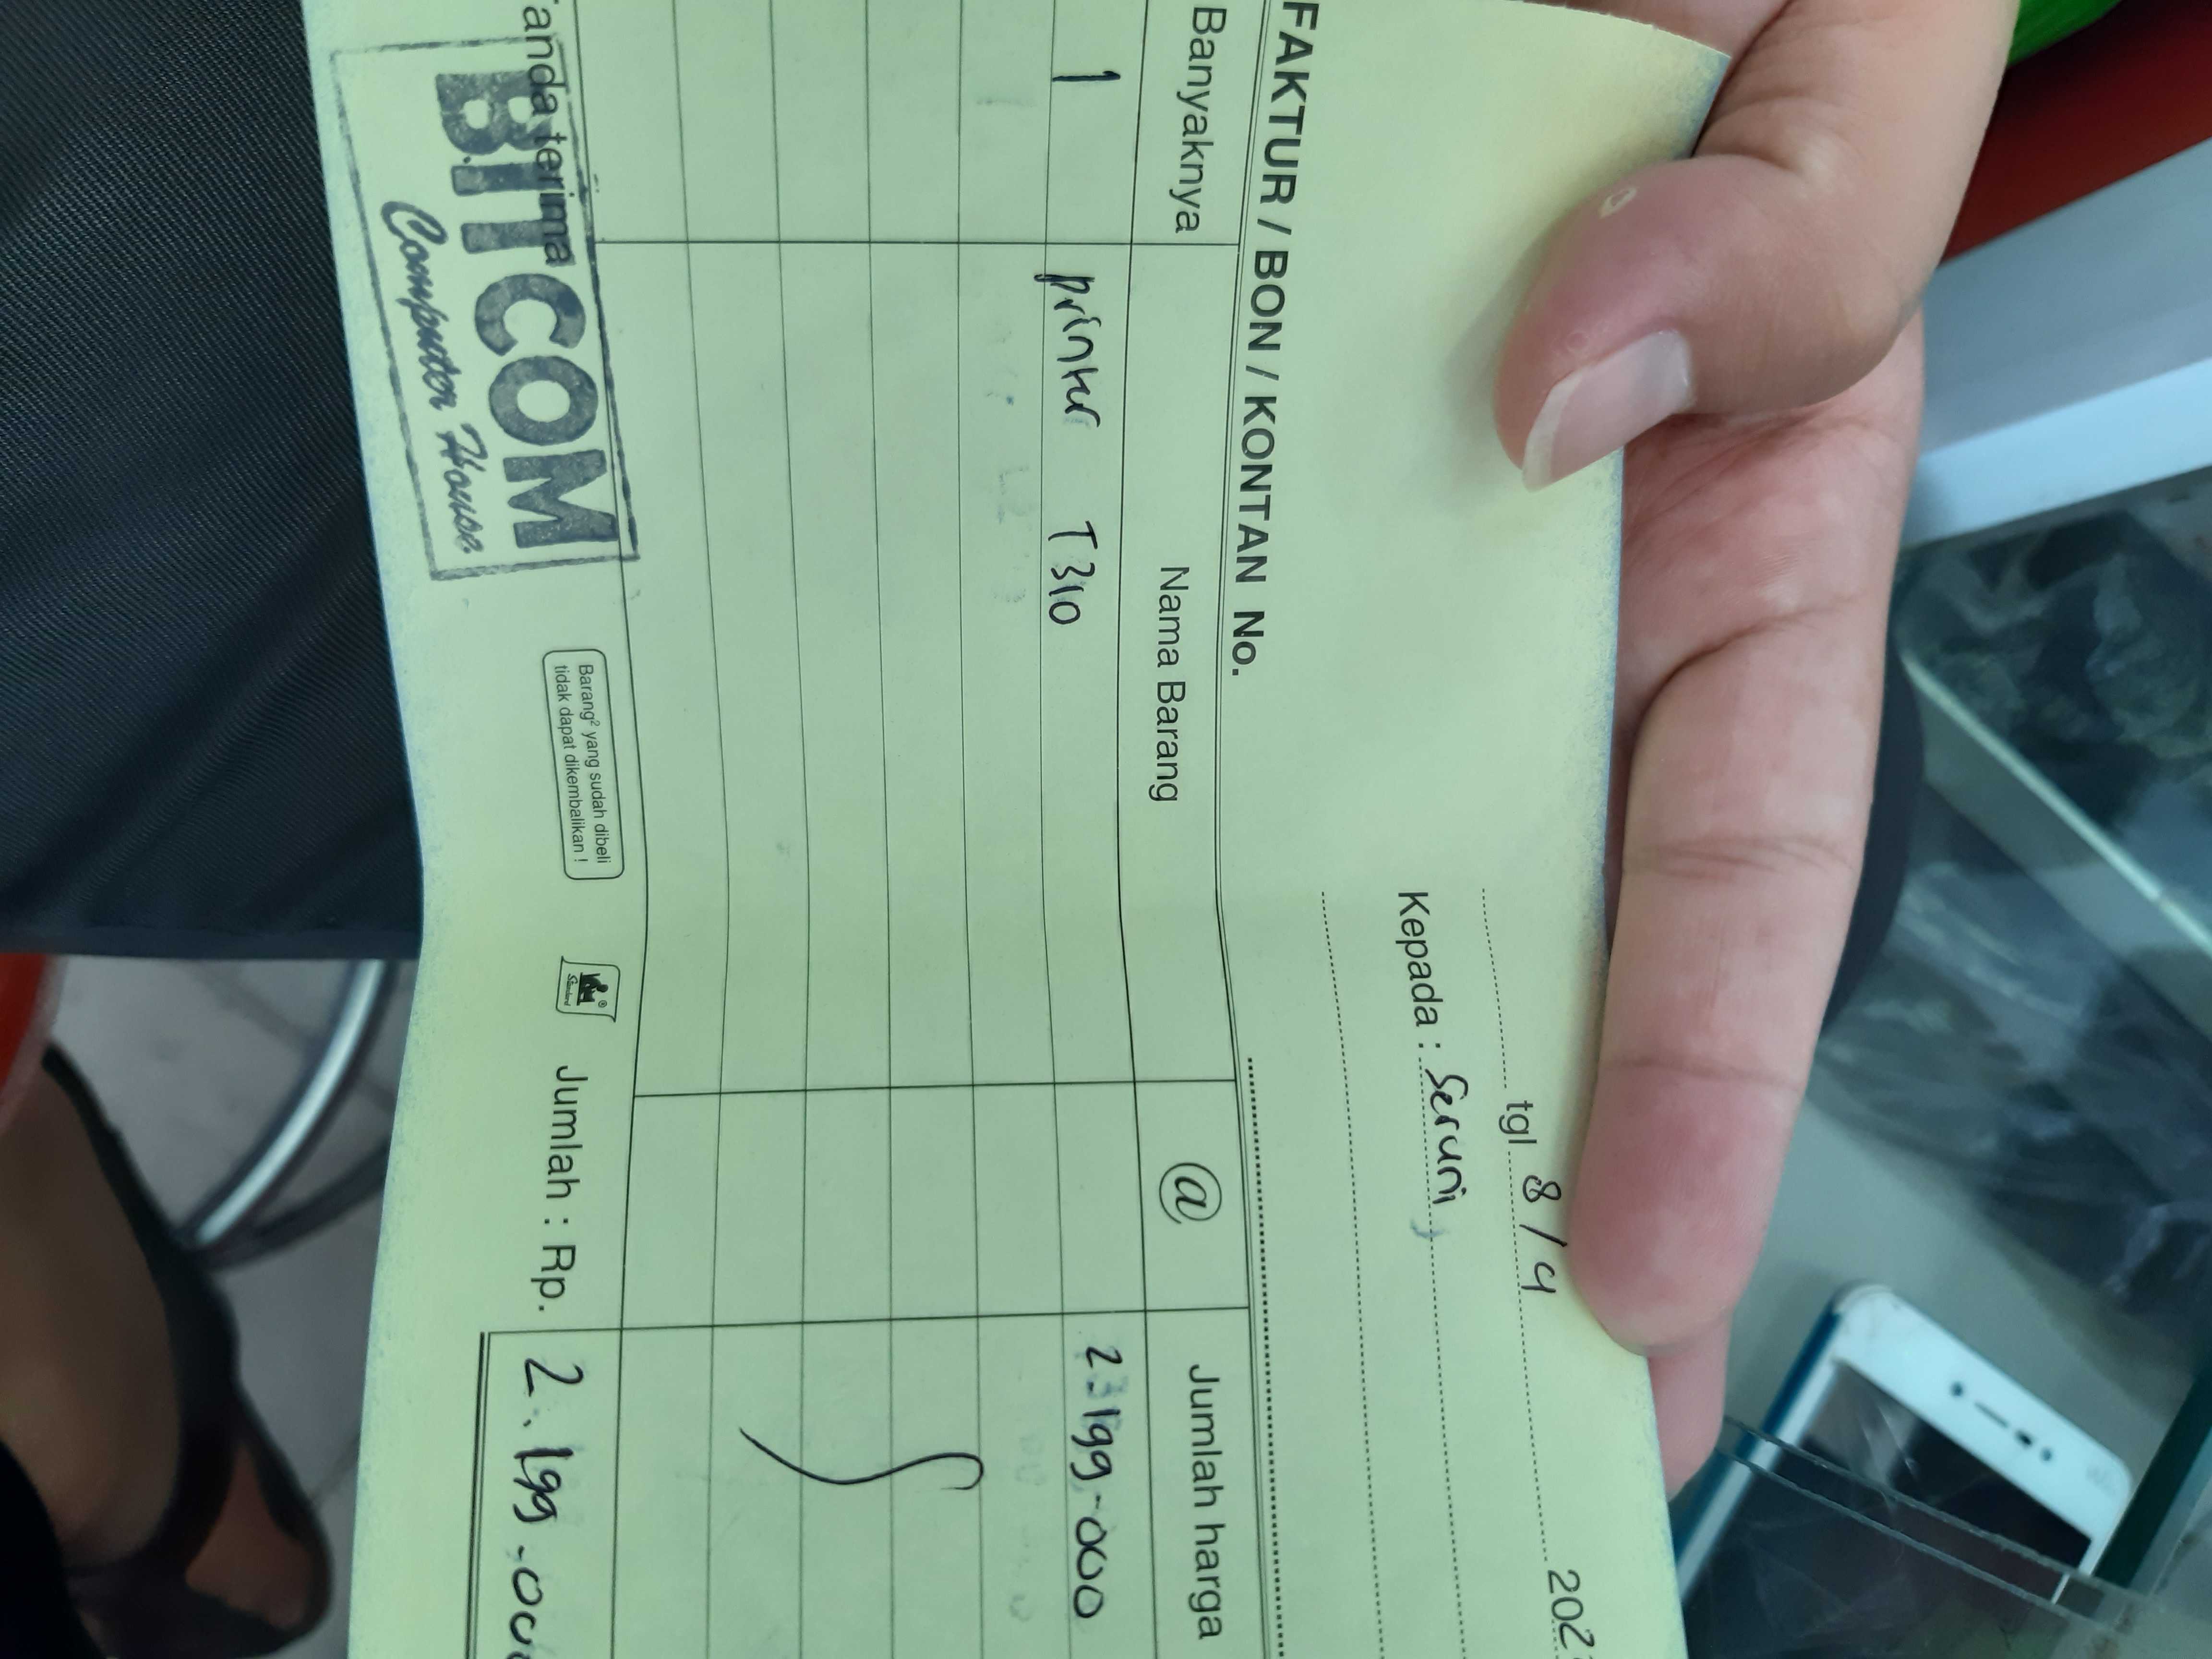 tgl 8/4 202
Kepada : Seruni
FAKTUR / BON / KONTAN No.
Banyaknya Nama Barang @ Jumlah harga
1 printer T310 2.199.000
Tanda terima Barang² yang sudah dibeli Jumlah : Rp. 2.199.000
tidak dapat dikembalikan !
BITCOM
Computer House